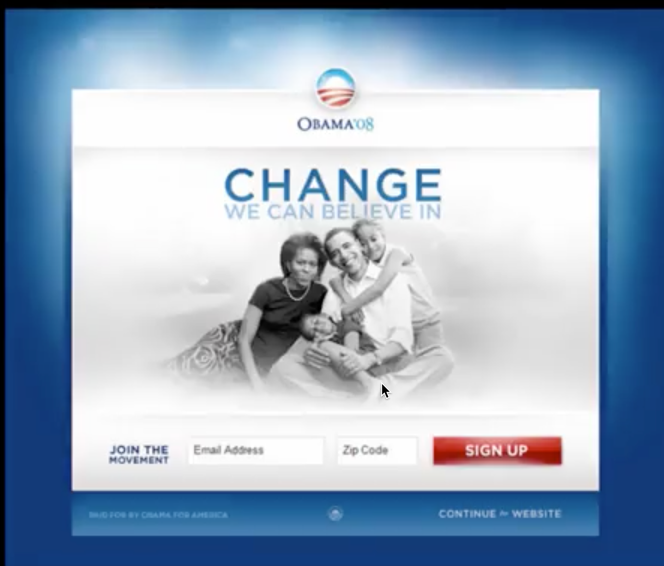 OBAMA'08
CHANGE
WE CAN BELIEVE IN
JOIN THE
MOVEMENT
Email Address
Zip Code
SIGN UP
PAID FOR BY OBAMA FOR AMERICA
CONTINUE to WEBSITE